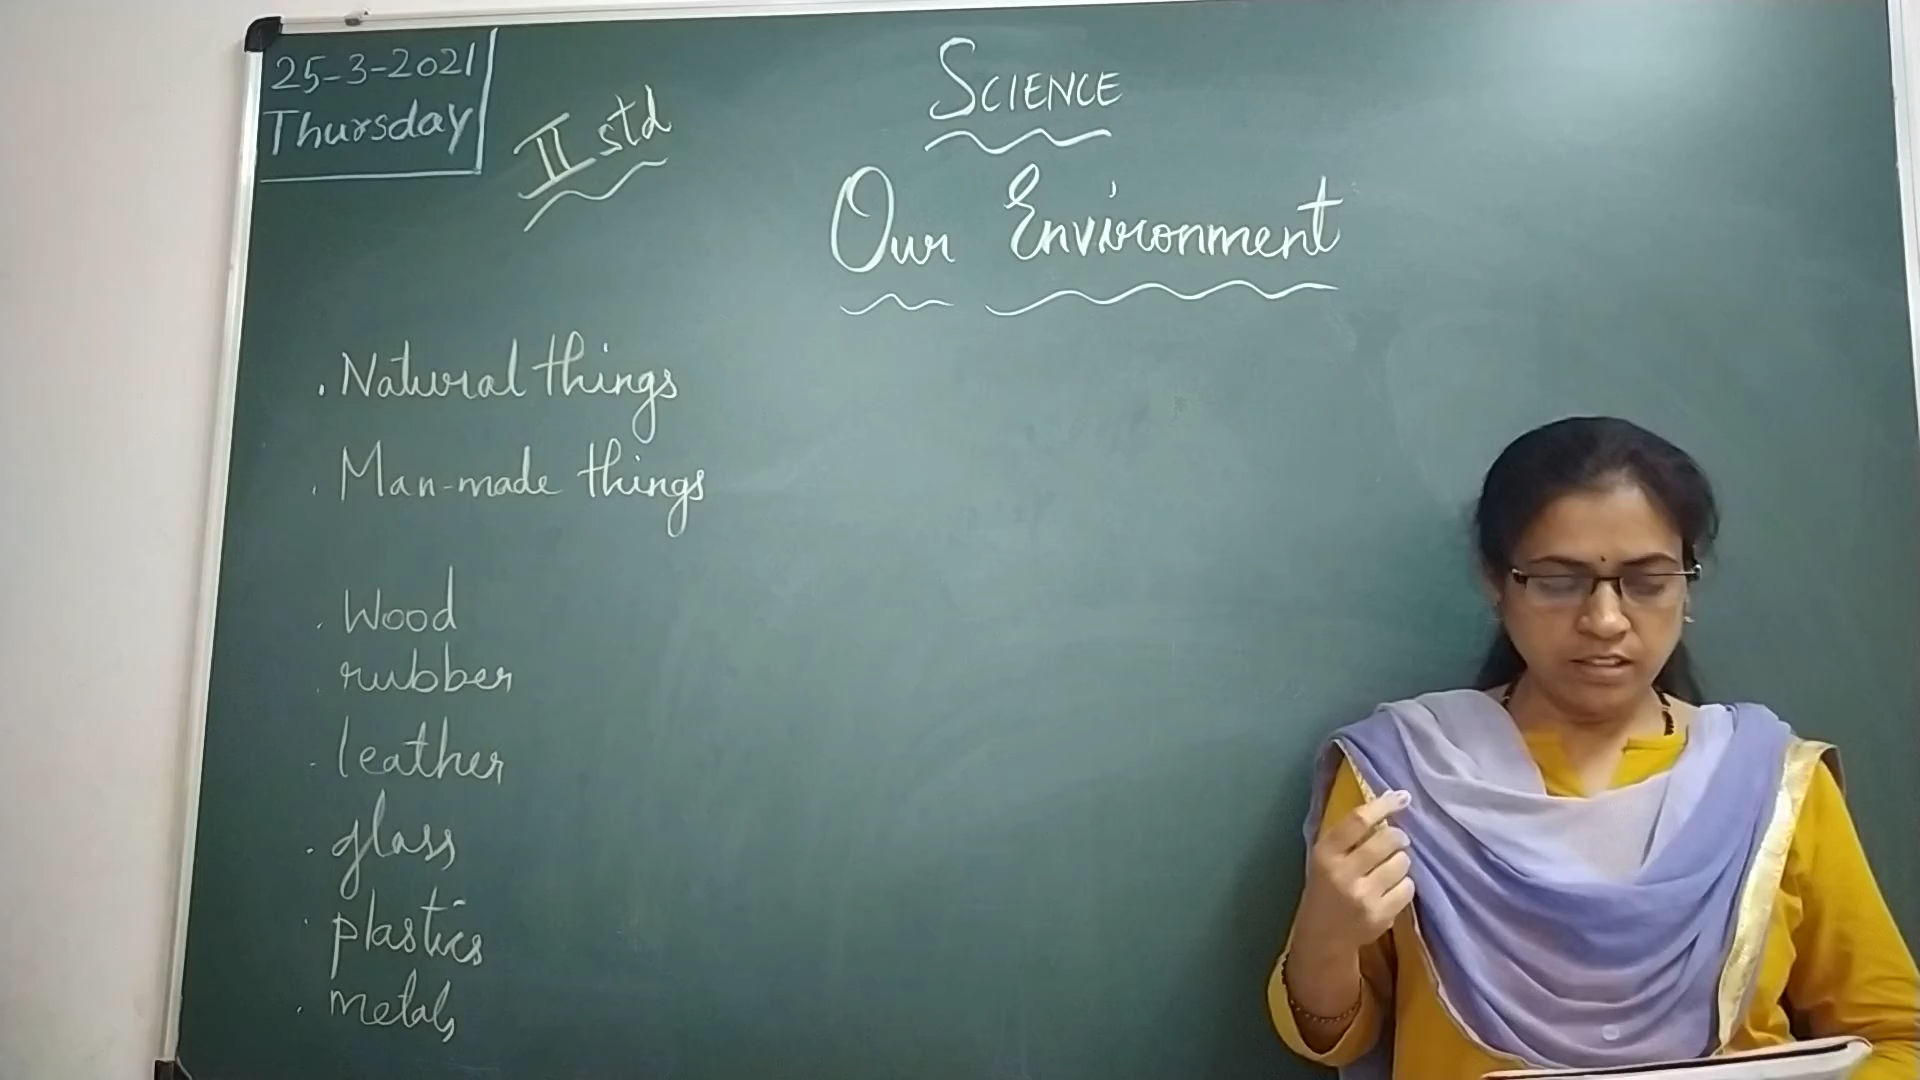 25-3-2021
Thursday
II std
SCIENCE
Our Environment
. Natural things
. Man-made things
. Wood
. rubber
. leather
. glass
. plastics
. metals